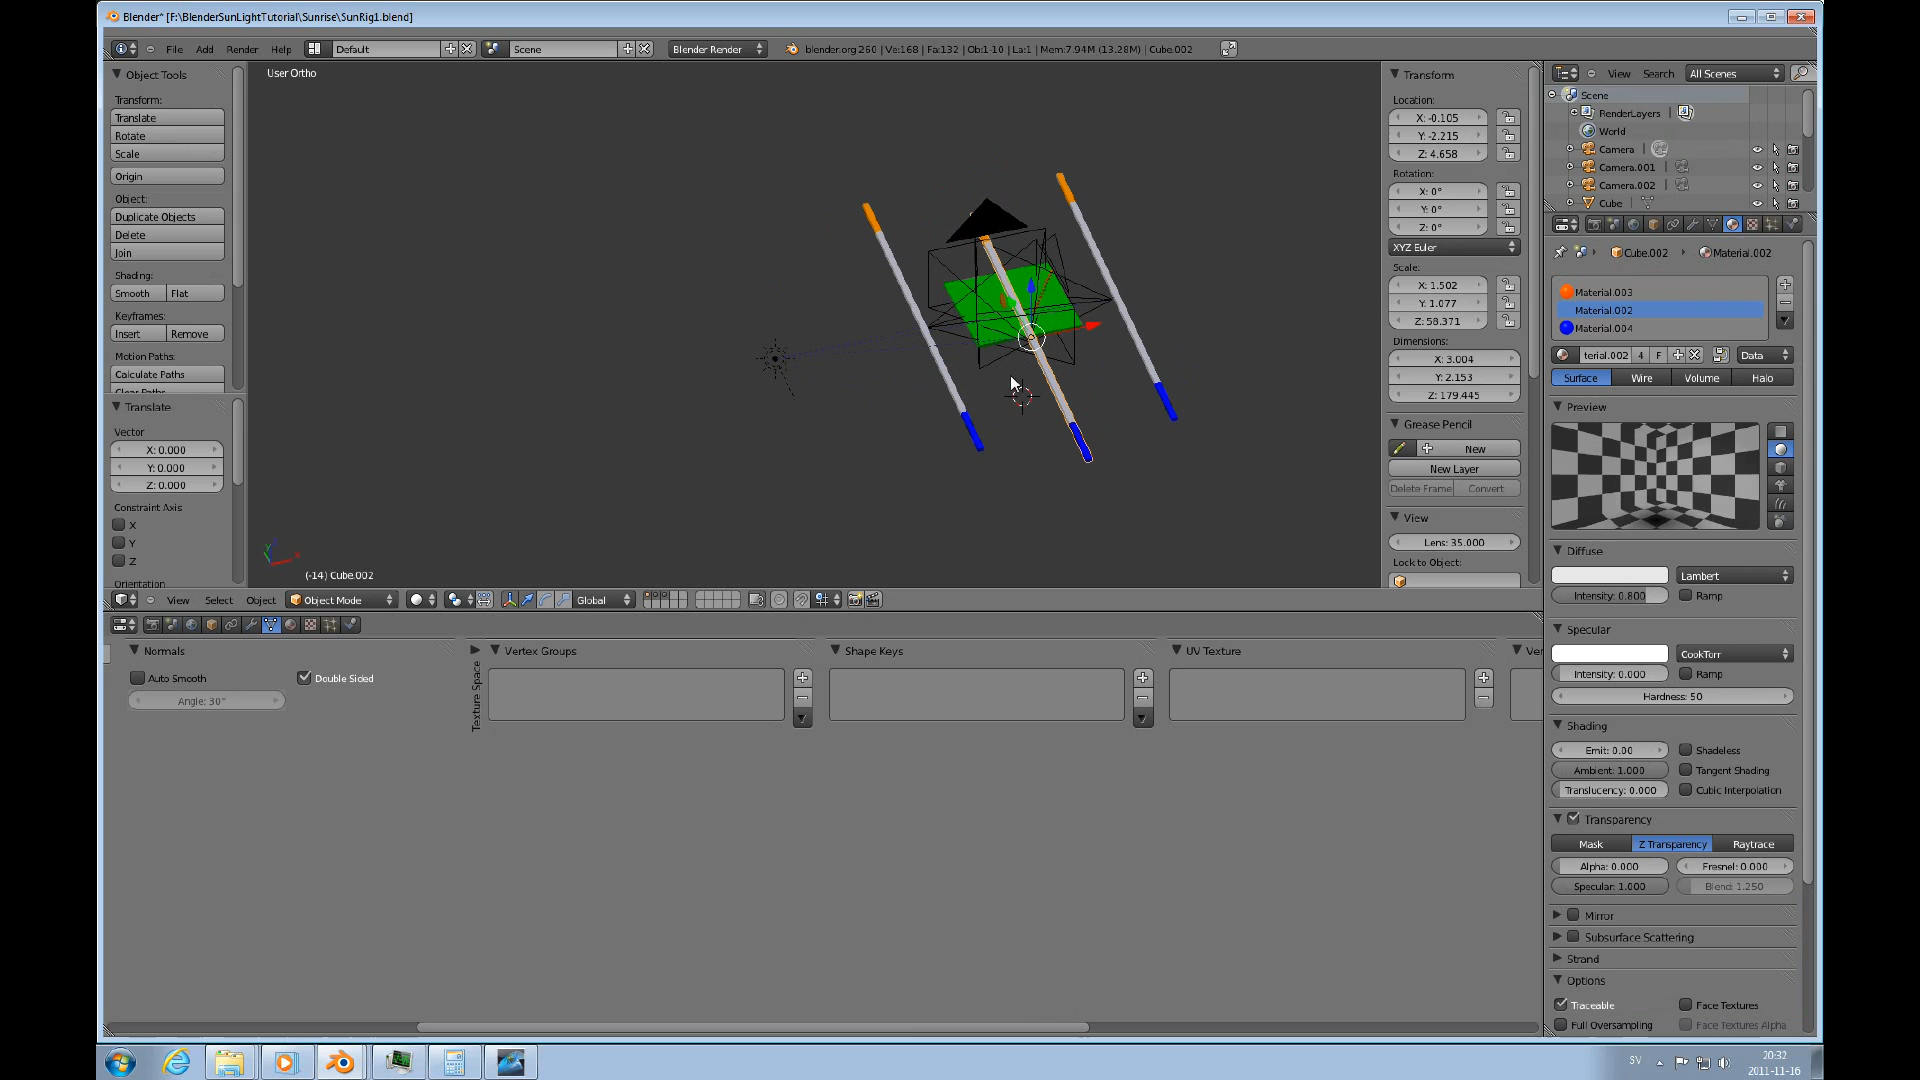 Blender* [F:\BlenderSunLightTutorial\Sunrise\SunRig1.blend]
File Add Render Help Default Scene Blender Render blender.org 260 | Ve:168 | Fa:132 | Ob:1-10 | La:1 | Mem:7.94M (13.28M) | Cube.002
Object Tools
Transform:
Translate
Rotate
Scale
Origin
Object:
Duplicate Objects
Delete
Join
Shading:
Smooth Flat
Keyframes:
Insert Remove
Motion Paths:
Calculate Paths
Translate
Vector
X: 0.000
Y: 0.000
Z: 0.000
Constraint Axis
X
Y
Z
Orientation
User Ortho
(-14) Cube.002
Transform
Location:
X: -0.105
Y: -2.215
Z: 4.658
Rotation:
X: 0°
Y: 0°
Z: 0°
XYZ Euler
Scale:
X: 1.502
Y: 1.077
Z: 58.371
Dimensions:
X: 3.004
Y: 2.153
Z: 179.445
Grease Pencil
New
New Layer
Delete Frame Convert
View
Lens: 35.000
Lock to Object:
View Select Object Object Mode Global
Normals
Auto Smooth Double Sided
Angle: 30°
Texture Space
Vertex Groups
Shape Keys
UV Texture
Ver
View Search All Scenes
Scene
RenderLayers
World
Camera
Camera.001
Camera.002
Cube
Cube.002 Material.002
Material.003
Material.002
Material.004
terial.002 4 F Data
Surface Wire Volume Halo
Preview
Diffuse
Lambert
Intensity: 0.800 Ramp
Specular
CookTorr
Intensity: 0.000 Ramp
Hardness: 50
Shading
Emit: 0.00 Shadeless
Ambient: 1.000 Tangent Shading
Translucency: 0.000 Cubic Interpolation
Transparency
Mask Z Transparency Raytrace
Alpha: 0.000 Fresnel: 0.000
Specular: 1.000 Blend: 1.250
Mirror
Subsurface Scattering
Strand
Options
Traceable Face Textures
Full Oversampling Face Textures Alpha
SV
20:32
2011-11-16